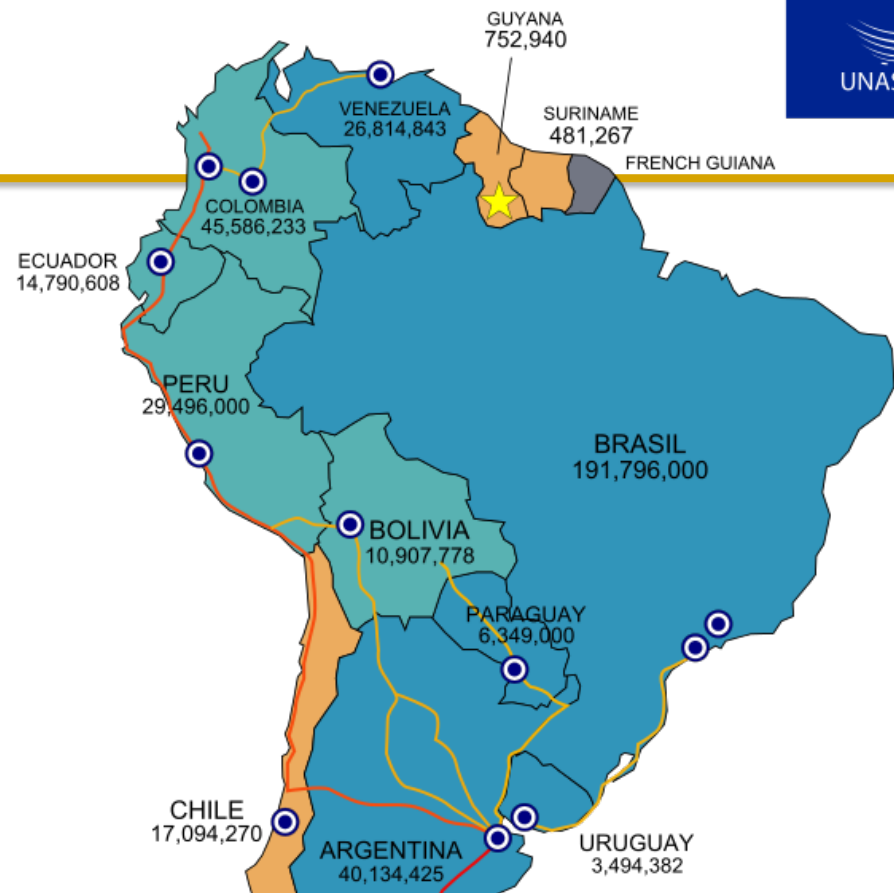 GUYANA
752,940
UNAS
VENEZUELA
26,814,843
SURINAME
481,267
FRENCH GUIANA
COLOMBIA
45,586,233
ECUADOR
14,790,608
PERU
29,496,000
BRASIL
191,796,000
BOLIVIA
10,907,778
PARAGUAY
6,349,000
CHILE
17,094,270
ARGENTINA
40,134,425
URUGUAY
3,494,382